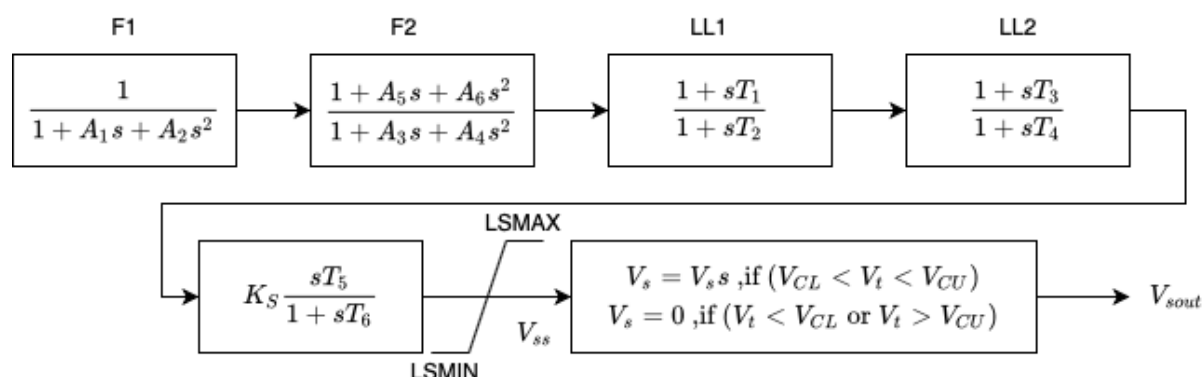 F1
F2
LL1
LL2
\frac{1}{1 + A_1 s + A_2 s^2}
\frac{1 + A_5 s + A_6 s^2}{1 + A_3 s + A_4 s^2}
\frac{1 + sT_1}{1 + sT_2}
\frac{1 + sT_3}{1 + sT_4}
LSMAX
K_S \frac{sT_5}{1 + sT_6}
V_s = V_s s ,if (V_{CL} < V_t < V_{CU})
V_s = 0 ,if (V_t < V_{CL} or V_t > V_{CU})
V_{sout}
V_{ss}
LSMIN